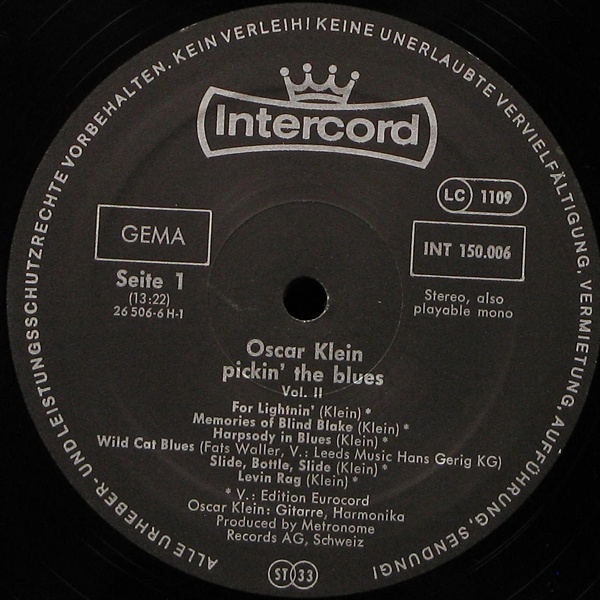 ALLE URHEBER- UND LEISTUNGSSCHUTZRECHTE VORBEHALTEN. KEIN VERLEIH! KEINE UNERLAUBTE VERVIELFÄLTIGUNG, VERMIETUNG, AUFFÜHRUNG, SENDUNG!
Intercord
LC 1109
GEMA
INT 150.006
Seite 1
(13:22)
26 506-6 H-1
Stereo, also
playable mono
Oscar Klein
pickin' the blues
Vol. II
For Lightnin' (Klein) *
Memories of Blind Blake (Klein) *
Harpsody in Blues (Klein) *
Wild Cat Blues (Fats Waller, V.: Leeds Music Hans Gerig KG)
Slide, Bottle, Slide (Klein) *
Levin Rag (Klein) *
* V.: Edition Eurocord
Oscar Klein: Gitarre, Harmonika
Produced by Metronome
Records AG, Schweiz
ST 33